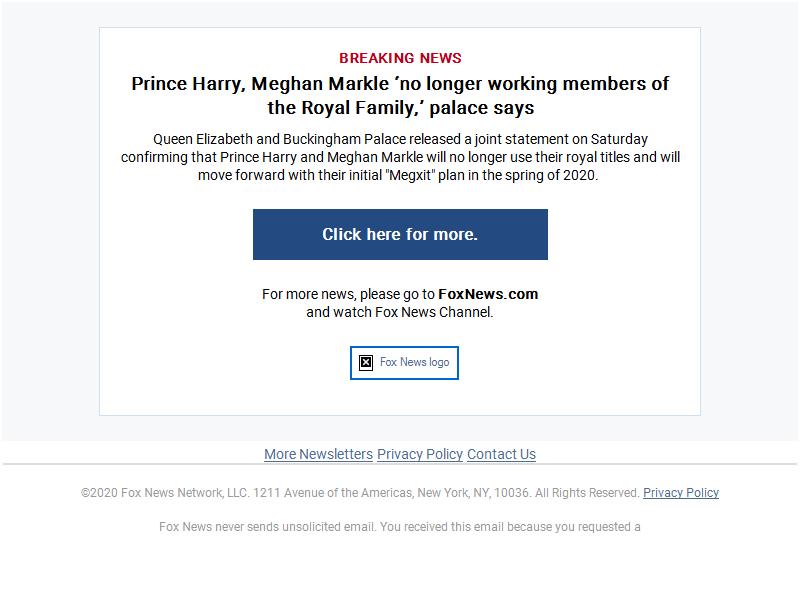 BREAKING NEWS
Prince Harry, Meghan Markle ‘no longer working members of
the Royal Family,’ palace says
Queen Elizabeth and Buckingham Palace released a joint statement on Saturday
confirming that Prince Harry and Meghan Markle will no longer use their royal titles and will
move forward with their initial "Megxit" plan in the spring of 2020.
Click here for more.
For more news, please go to FoxNews.com
and watch Fox News Channel.
Fox News logo
More Newsletters Privacy Policy Contact Us
©2020 Fox News Network, LLC. 1211 Avenue of the Americas, New York, NY, 10036. All Rights Reserved. Privacy Policy
Fox News never sends unsolicited email. You received this email because you requested a